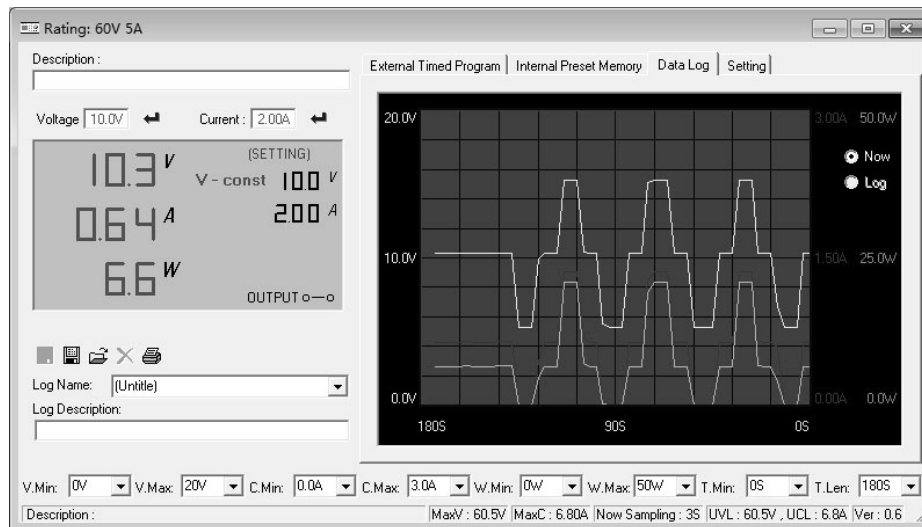 Rating: 60V 5A
Description :
Voltage 10.0V Current : 2.00A
10.3 V
(SETTING)
V - const 10.0 V
0.64 A
2.00 A
6.6 W
OUTPUT
Log Name: (Untitle)
Log Description:
External Timed Program Internal Preset Memory Data Log Setting
20.0V 3.00A 50.0W
Now
Log
10.0V 1.50A 25.0W
0.0V 0.00A 0.0W
180S 90S 0S
V.Min: 0V V.Max: 20V C.Min: 0.0A C.Max: 3.0A W.Min: 0W W.Max: 50W T.Min: 0S T.Len: 180S
Description : MaxV : 60.5V MaxC : 6.80A Now Sampling : 3S UVL : 60.5V , UCL : 6.8A Ver : 0.6